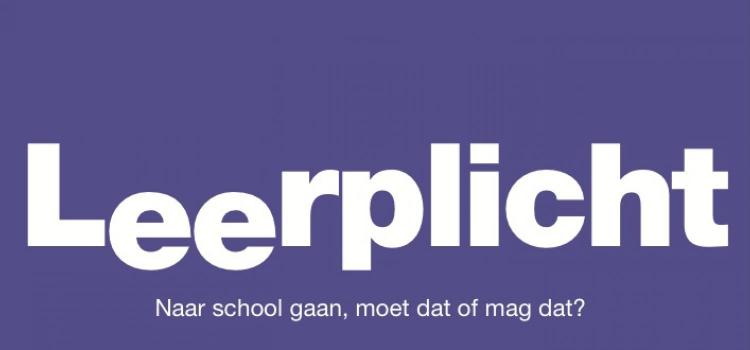 Leerplicht
Naar school gaan, moet dat of mag dat?